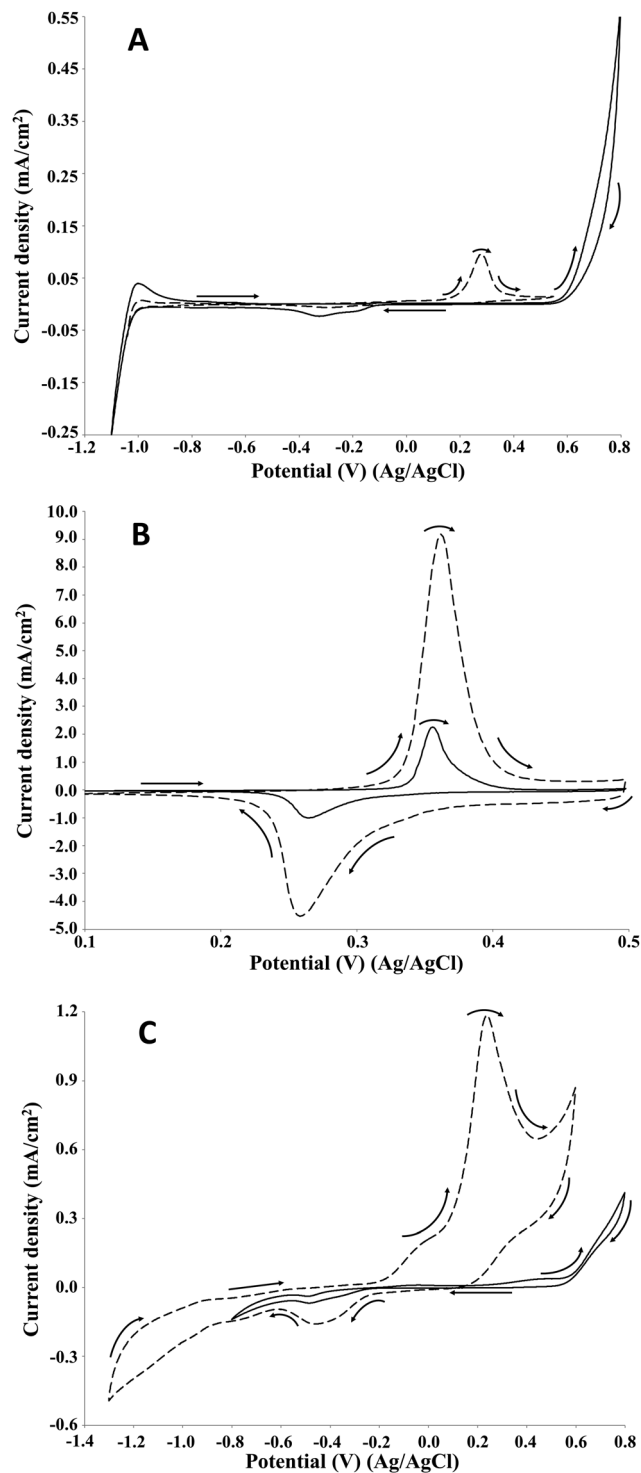 A
Current density (mA/cm²)
0.55
0.45
0.35
0.25
0.15
0.05
-0.05
-0.15
-0.25
-1.2 -1.0 -0.8 -0.6 -0.4 -0.2 0.0 0.2 0.4 0.6 0.8
Potential (V) (Ag/AgCl)
B
Current density (mA/cm²)
10.0
9.0
8.0
7.0
6.0
5.0
4.0
3.0
2.0
1.0
0.0
-1.0
-2.0
-3.0
-4.0
-5.0
0.1 0.2 0.3 0.4 0.5
Potential (V) (Ag/AgCl)
C
Current density (mA/cm²)
1.2
0.9
0.6
0.3
0.0
-0.3
-0.6
-1.4 -1.2 -1.0 -0.8 -0.6 -0.4 -0.2 0.0 0.2 0.4 0.6 0.8
Potential (V) (Ag/AgCl)